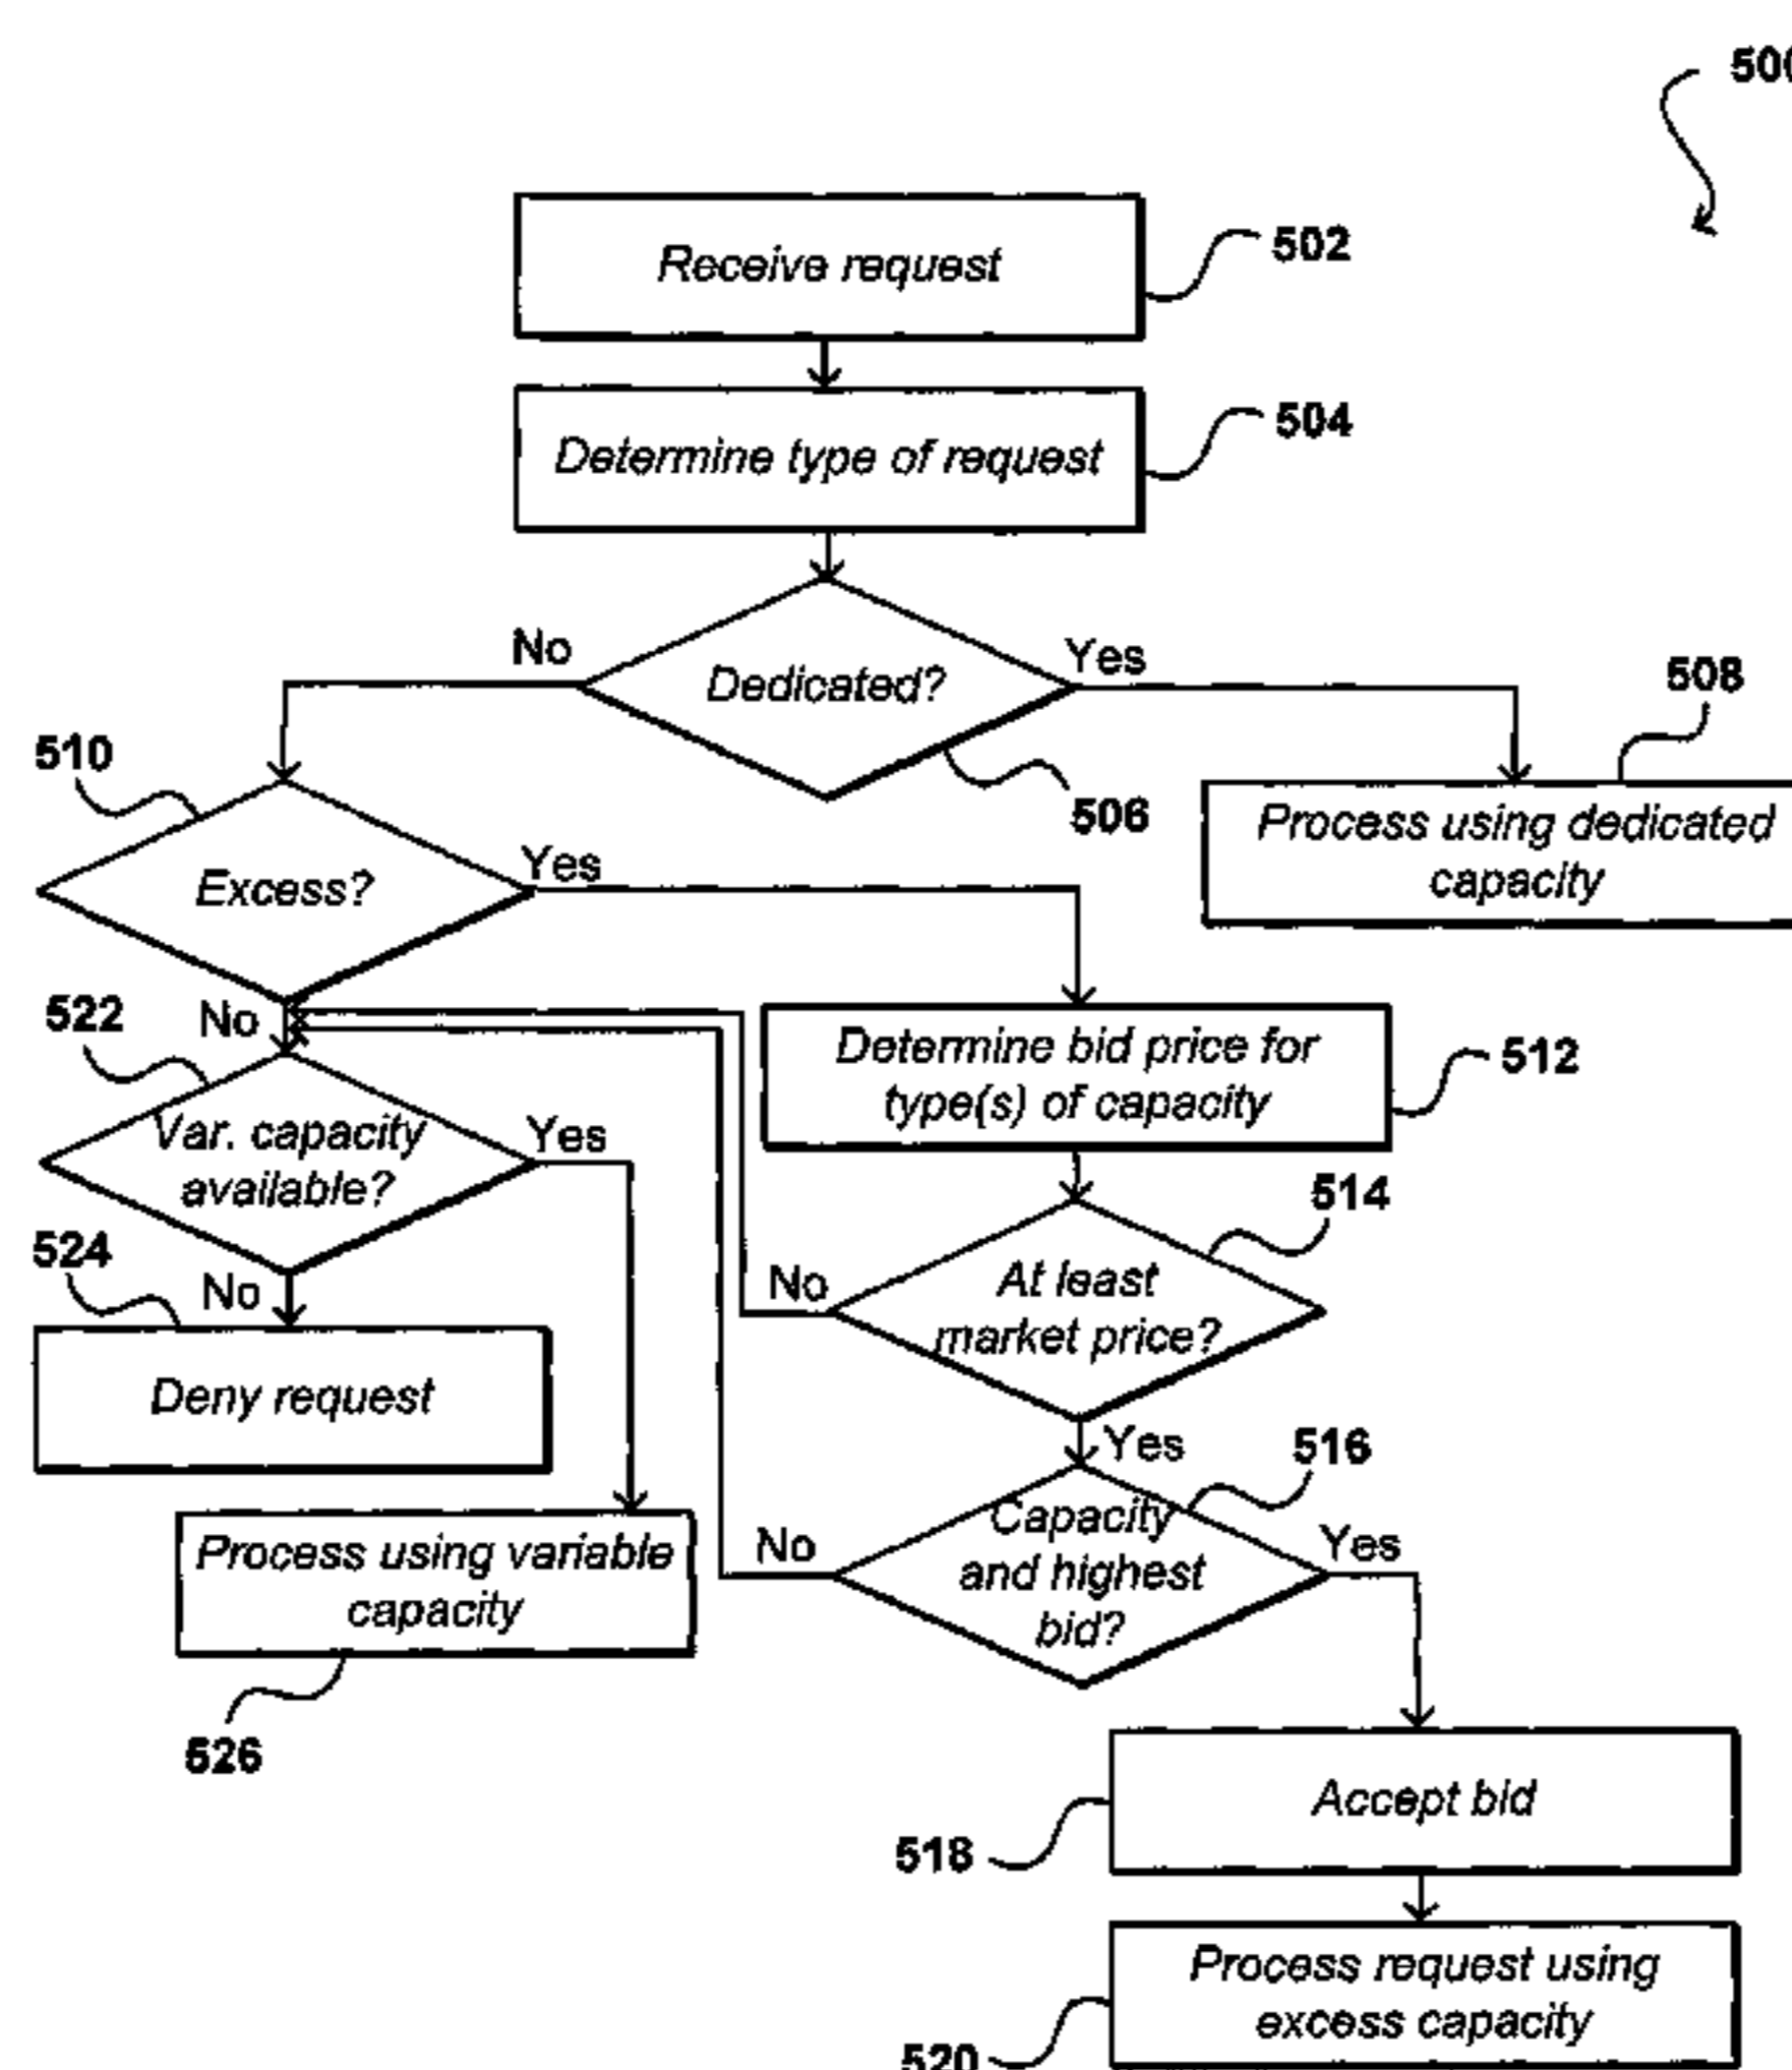 500
Receive request
502
Determine type of request
504
No
Dedicated?
Yes
506
508
Process using dedicated
capacity
510
Excess?
Yes
No
522
Var. capacity
available?
Yes
Determine bid price for
type(s) of capacity
512
514
At least
market price?
No
Yes
524
No
Deny request
516
Capacity
and highest
bid?
No
Yes
Process using variable
capacity
526
Accept bid
518
Process request using
excess capacity
520